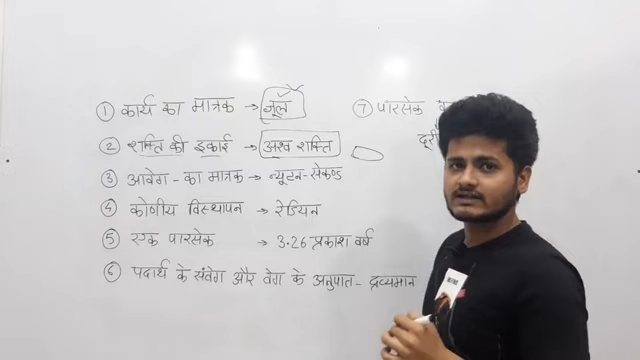 ① कार्य का मात्रक → जूल
② शक्ति की इकाई → अश्व शक्ति
③ आवेग - का मात्रक → न्यूटन-सेकण्ड
④ कोणीय विस्थापन → रेडियन
⑤ एक पारसेक → 3.26 प्रकाश वर्ष
⑥ पदार्थ के संवेग और वेग के अनुपात - द्रव्यमान
⑦ पारसेक
दूरी